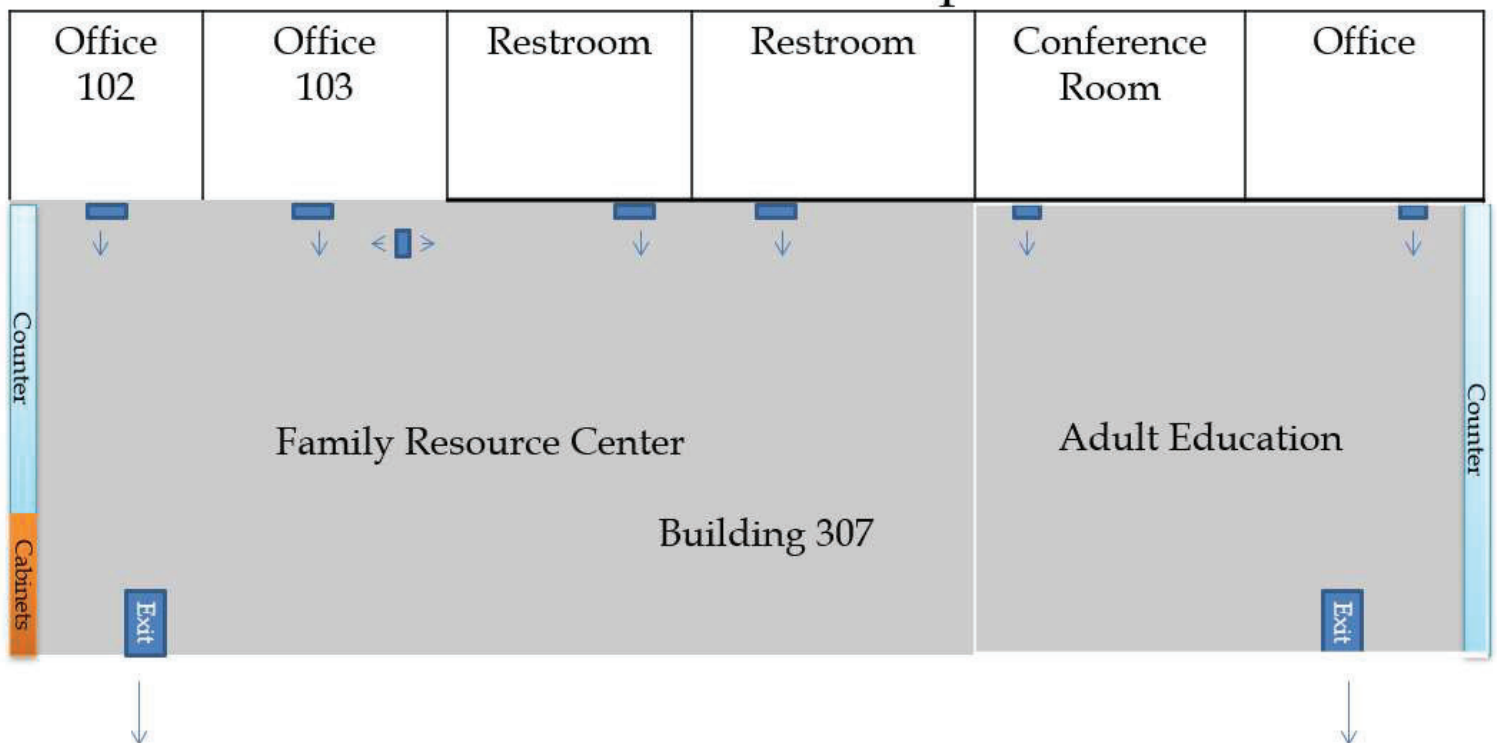 Office
102
Office
103
Restroom
Restroom
Conference
Room
Office
Counter
Counter
Family Resource Center
Adult Education
Building 307
Cabinets
Exit
Exit